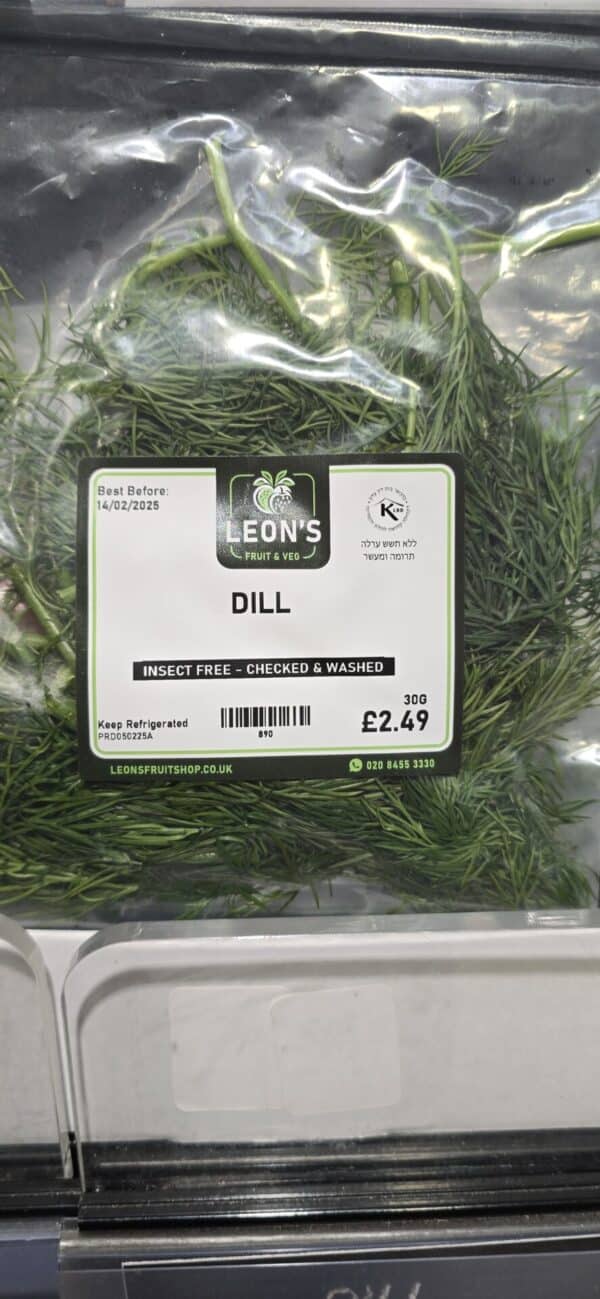 Best Before:
14/02/2025
LEON'S
FRUIT & VEG
KLBD
ללא חשש ערלה
תרומה ומעשר
DILL
INSECT FREE - CHECKED & WASHED
Keep Refrigerated
PRD050225A
890
30G
£2.49
LEONSFRUITSHOP.CO.UK
020 8455 3330